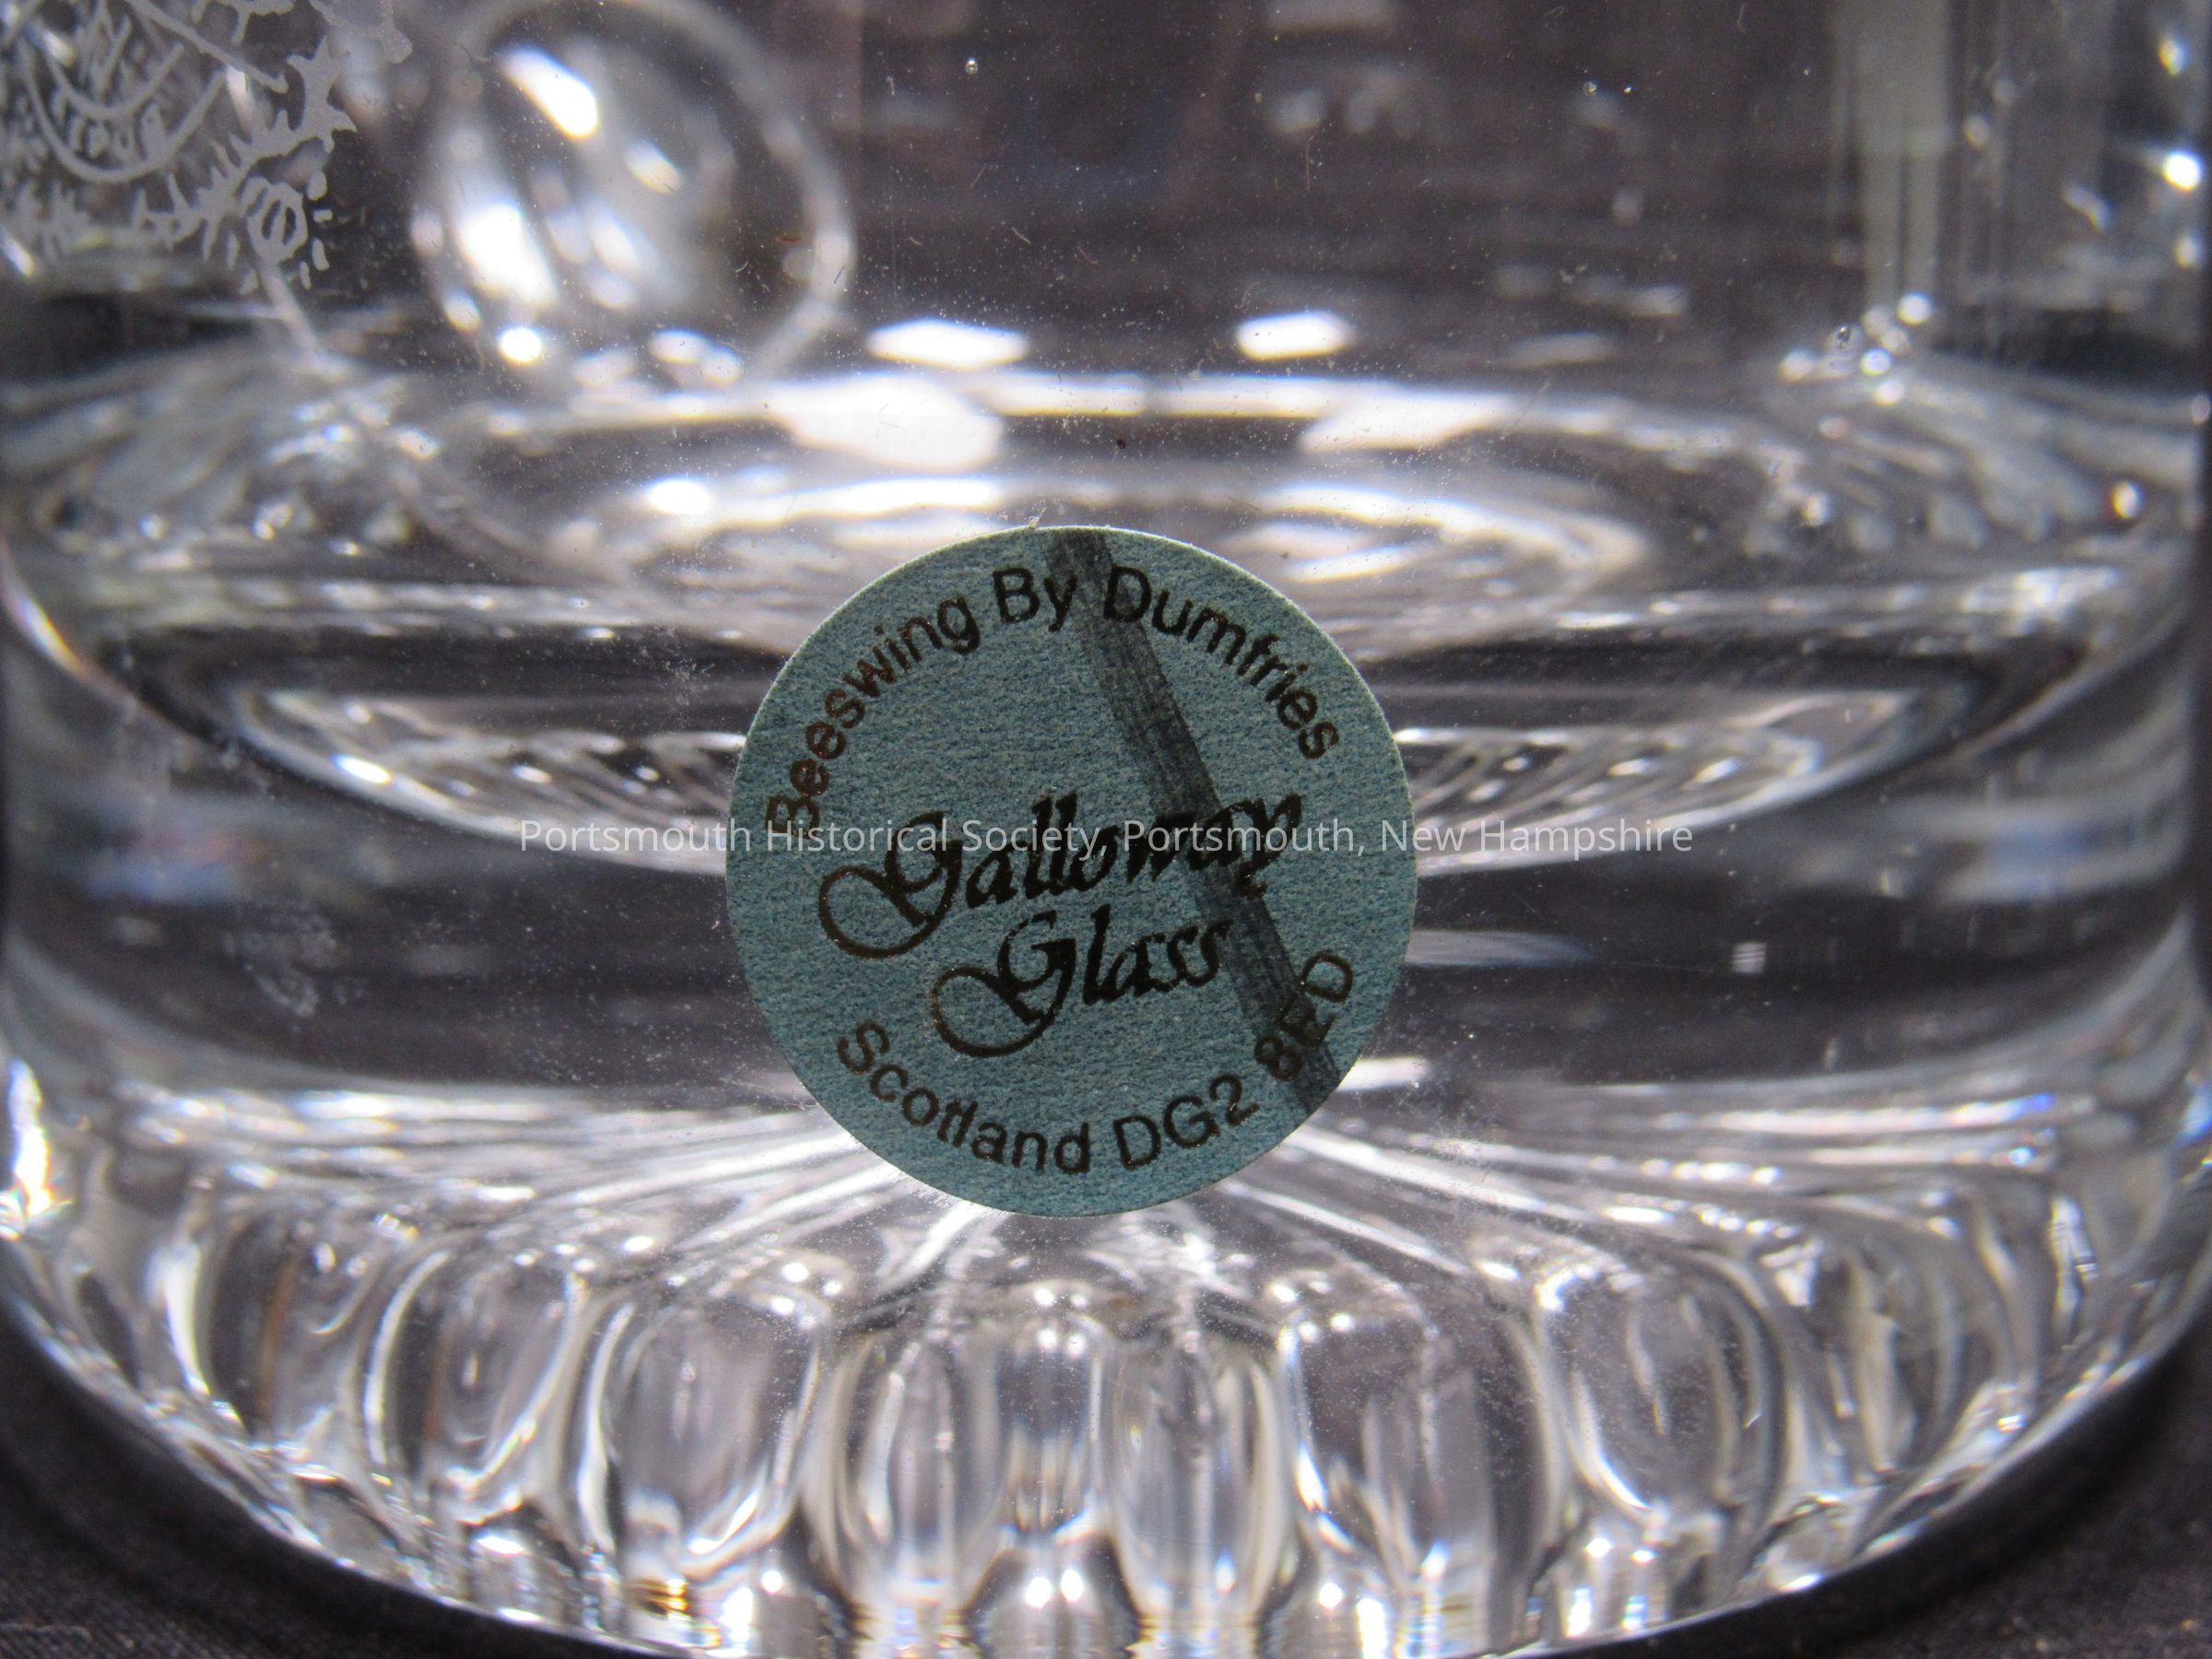 Beeswing By Dumfries
Galloway
Glass
Scotland DG2 8ED
Portsmouth Historical Society, Portsmouth, New Hampshire